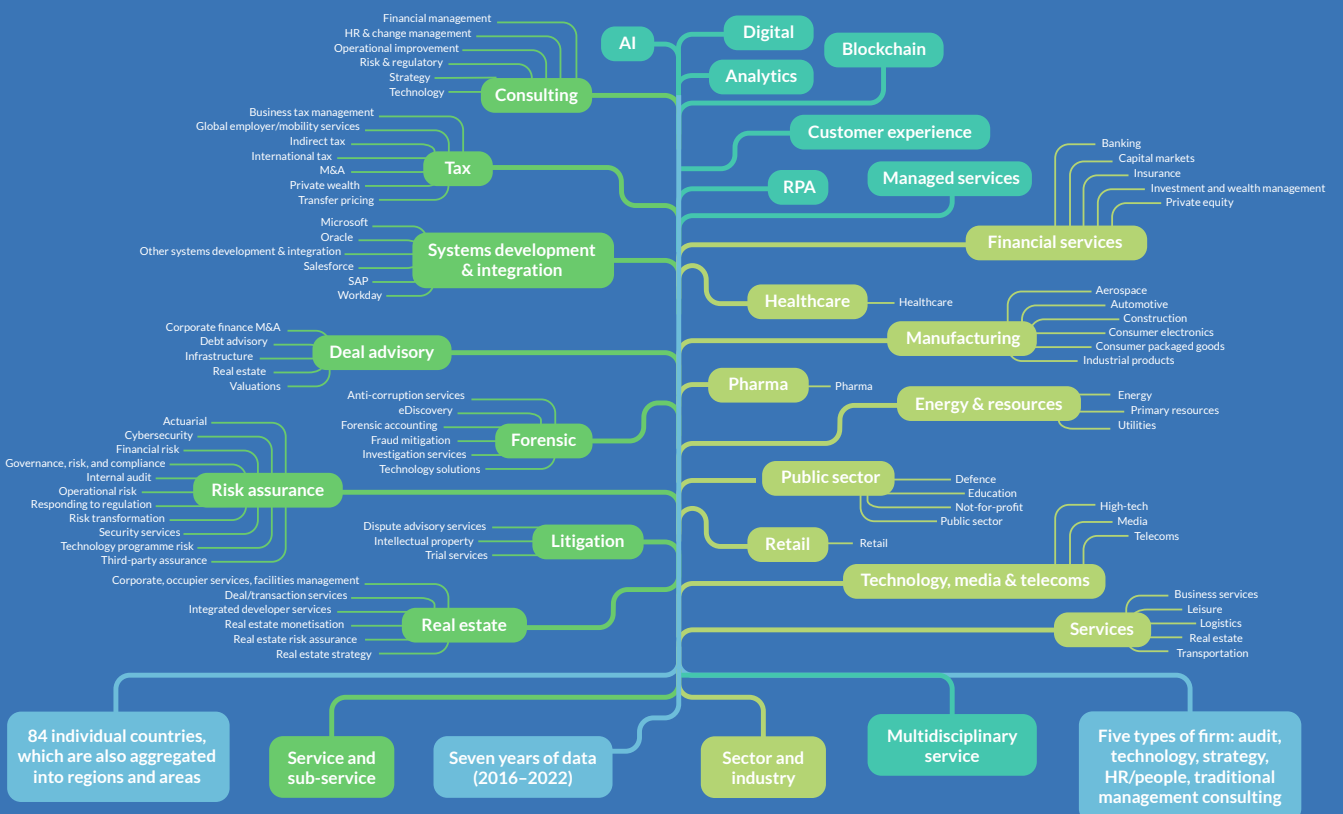 Financial management
HR & change management
Operational improvement
Risk & regulatory
Strategy
Technology
Consulting
Business tax management
Global employer/mobility services
Indirect tax
International tax
M&A
Private wealth
Transfer pricing
Tax
Microsoft
Oracle
Other systems development & integration
Salesforce
SAP
Workday
Systems development
& integration
Corporate finance M&A
Debt advisory
Infrastructure
Real estate
Valuations
Deal advisory
Anti-corruption services
eDiscovery
Forensic accounting
Fraud mitigation
Investigation services
Technology solutions
Forensic
Actuarial
Cybersecurity
Financial risk
Governance, risk, and compliance
Internal audit
Operational risk
Responding to regulation
Risk transformation
Security services
Technology programme risk
Third-party assurance
Risk assurance
Dispute advisory services
Intellectual property
Trial services
Litigation
Corporate, occupier services, facilities management
Deal/transaction services
Integrated developer services
Real estate monetisation
Real estate risk assurance
Real estate strategy
Real estate
AI
Digital
Blockchain
Analytics
Customer experience
RPA
Managed services
Banking
Capital markets
Insurance
Investment and wealth management
Private equity
Financial services
Healthcare
Healthcare
Aerospace
Automotive
Construction
Consumer electronics
Consumer packaged goods
Industrial products
Manufacturing
Pharma
Pharma
Energy & resources
Energy
Primary resources
Utilities
Public sector
Defence
Education
Not-for-profit
Public sector
Retail
Retail
High-tech
Media
Telecoms
Technology, media & telecoms
Services
Business services
Leisure
Logistics
Real estate
Transportation
84 individual countries,
which are also aggregated
into regions and areas
Service and
sub-service
Seven years of data
(2016–2022)
Sector and
industry
Multidisciplinary
service
Five types of firm: audit,
technology, strategy,
HR/people, traditional
management consulting